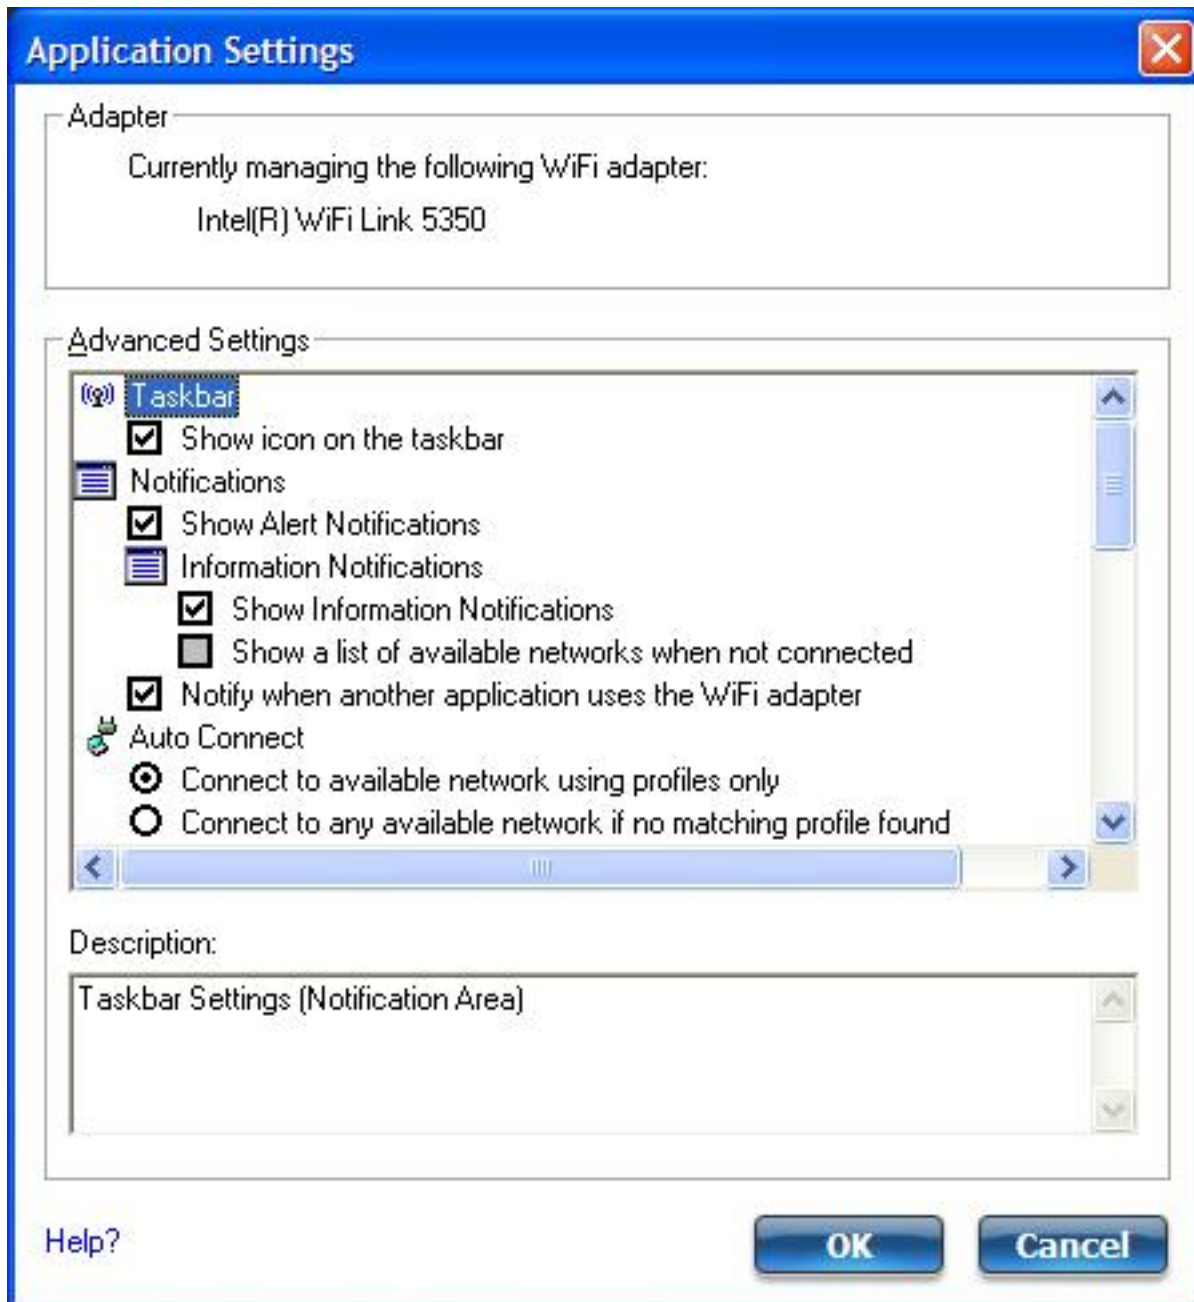 Application Settings
Adapter
Currently managing the following WiFi adapter:
Intel(R) WiFi Link 5350
Advanced Settings
Taskbar
Show icon on the taskbar
Notifications
Show Alert Notifications
Information Notifications
Show Information Notifications
Show a list of available networks when not connected
Notify when another application uses the WiFi adapter
Auto Connect
Connect to available network using profiles only
Connect to any available network if no matching profile found
Description:
Taskbar Settings (Notification Area)
Help?
OK
Cancel